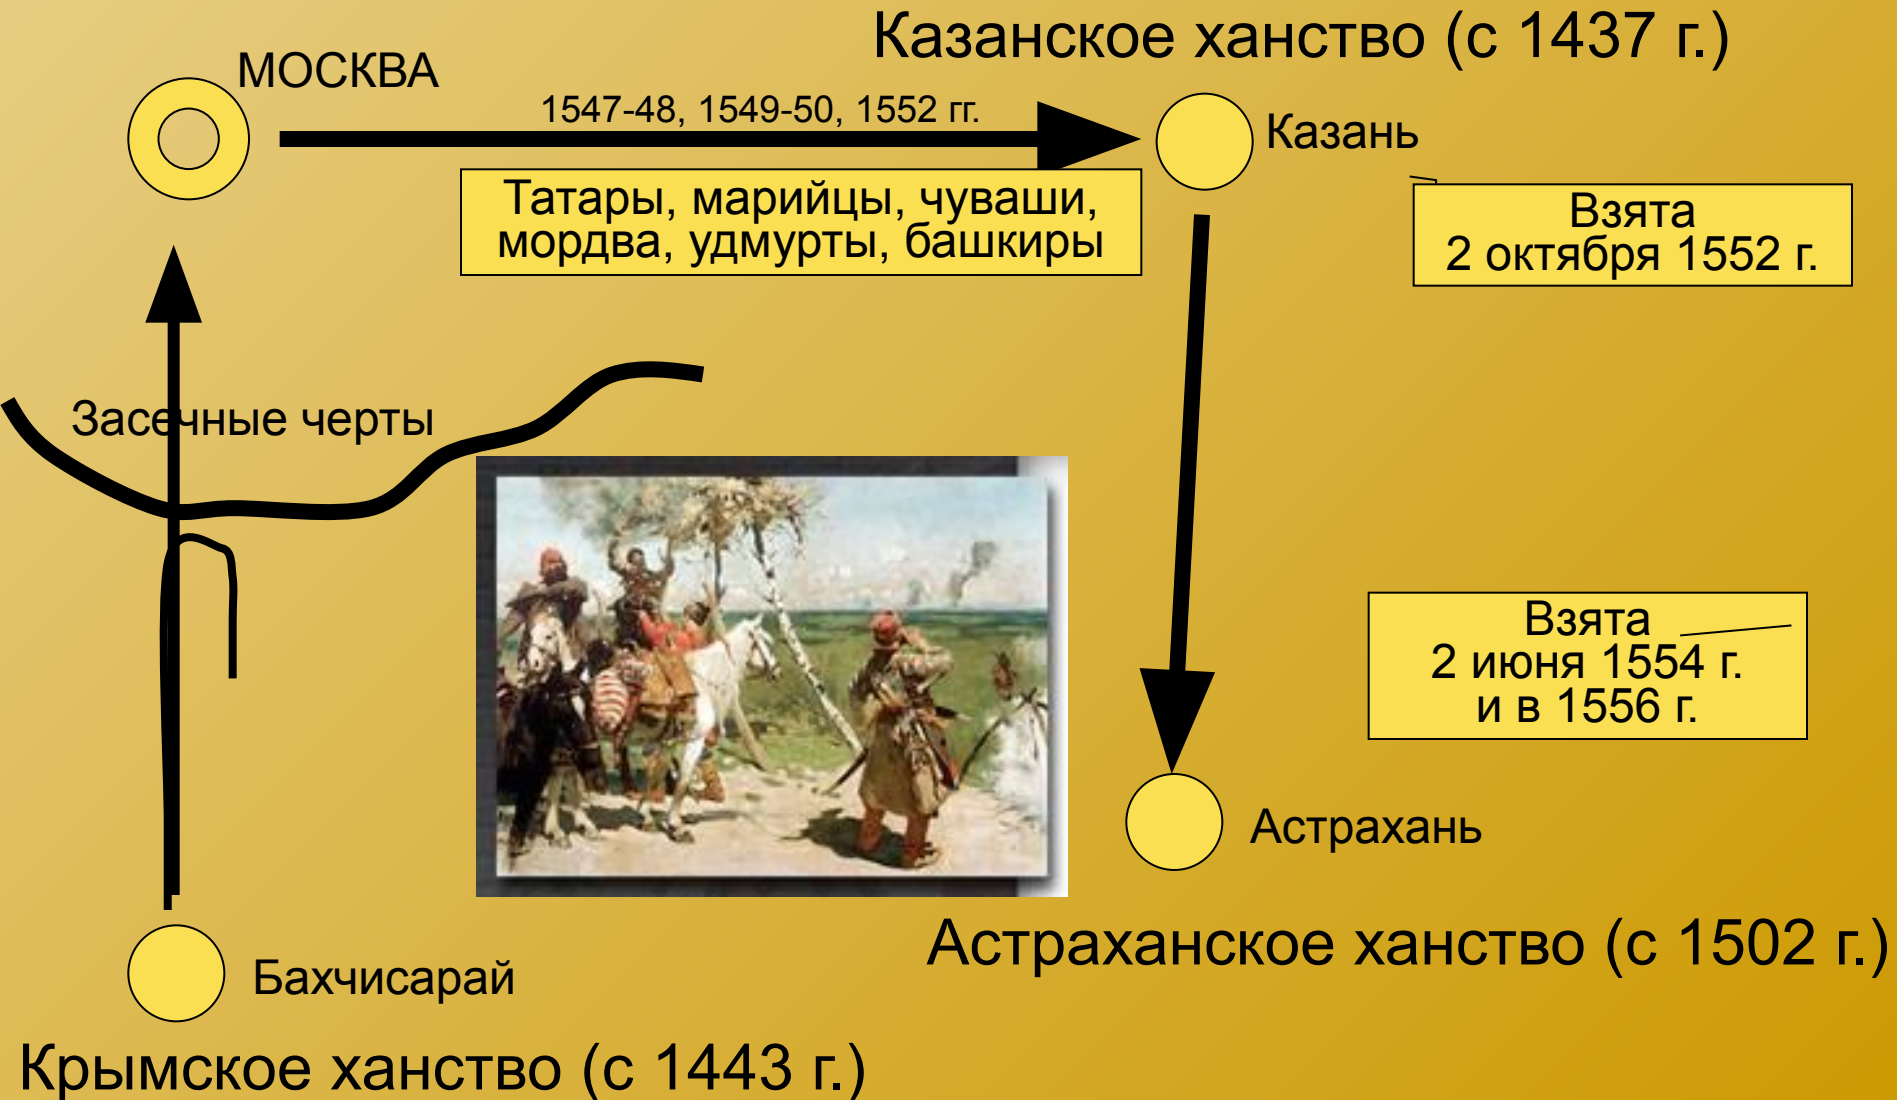 Казанское ханство (с 1437 г.)
МОСКВА
1547-48, 1549-50, 1552 гг.
Казань
Татары, марийцы, чуваши,
мордва, удмурты, башкиры
Взята
2 октября 1552 г.
Засечные черты
Взята
2 июня 1554 г.
и в 1556 г.
Астрахань
Астраханское ханство (с 1502 г.)
Бахчисарай
Крымское ханство (с 1443 г.)